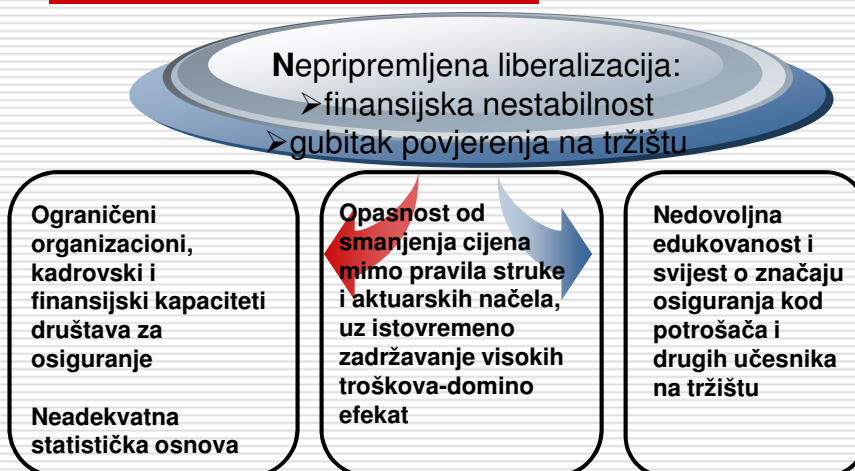 Nepripremljena liberalizacija:
➢finansijska nestabilnost
➢gubitak povjerenja na tržištu
Ograničeni
organizacioni,
kadrovski i
finansijski kapaciteti
društava za
osiguranje
Neadekvatna
statistička osnova
Opasnost od
smanjenja cijena
mimo pravila struke
i aktuarskih načela,
uz istovremeno
zadržavanje visokih
troškova-domino
efekat
Nedovoljna
edukovanost i
svijest o značaju
osiguranja kod
potrošača i
drugih učesnika
na tržištu